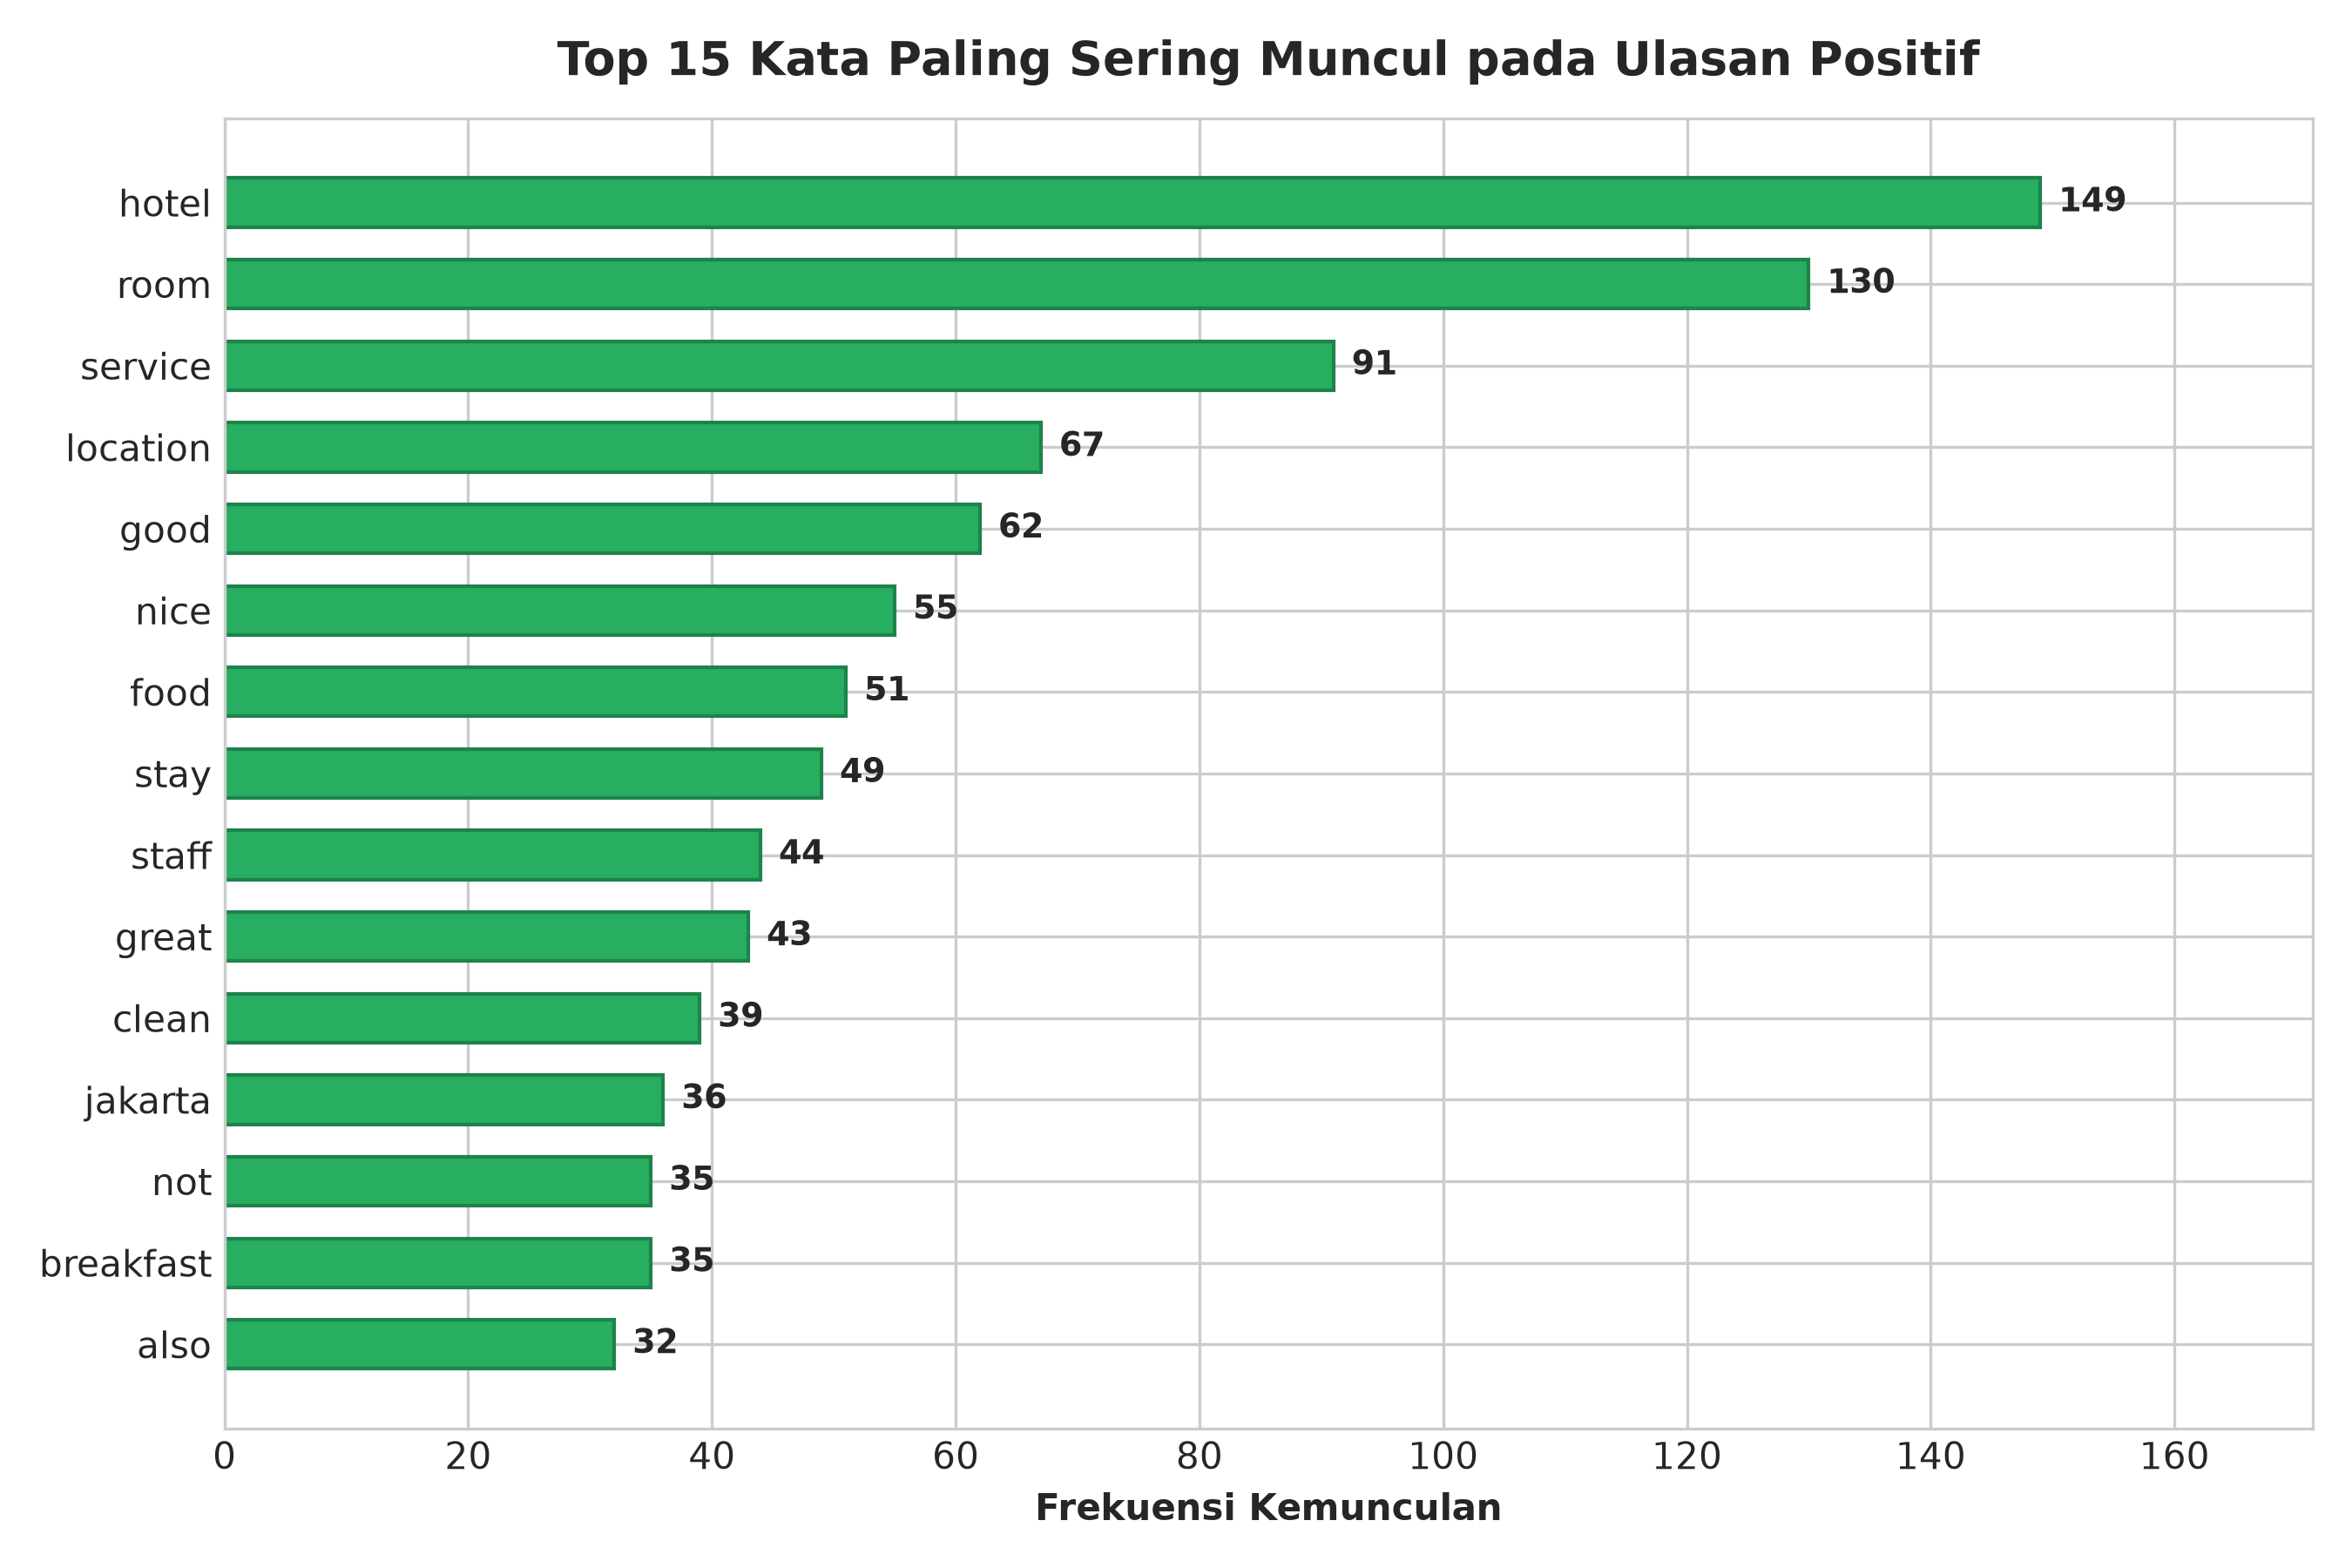 Top 15 Kata Paling Sering Muncul pada Ulasan Positif
hotel 149
room 130
service 91
location 67
good 62
nice 55
food 51
stay 49
staff 44
great 43
clean 39
jakarta 36
not 35
breakfast 35
also 32
0 20 40 60 80 100 120 140 160
Frekuensi Kemunculan